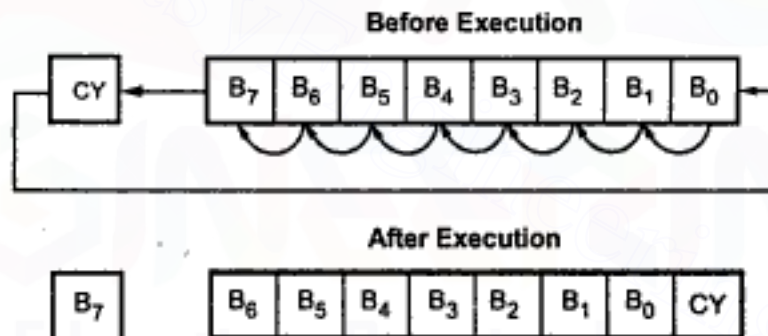 Before Execution
CY B₇ B₆ B₅ B₄ B₃ B₂ B₁ B₀
After Execution
B₇ B₆ B₅ B₄ B₃ B₂ B₁ B₀ CY